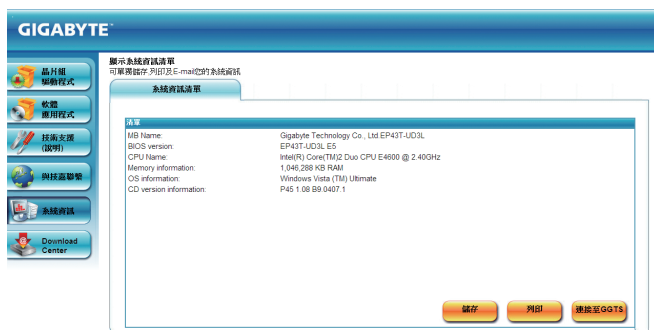 GIGABYTE™
顯示系統資訊清單
可單獨儲存,列印及E-mail您的系統資訊
晶片組
驅動程式
軟體
應用程式
技術支援
(說明)
與技嘉聯繫
系統資訊
Download
Center
系統資訊清單
清單
MB Name: Gigabyte Technology Co., Ltd.EP43T-UD3L
BIOS version: EP43T-UD3L E5
CPU Name: Intel(R) Core(TM)2 Duo CPU E4600 @ 2.40GHz
Memory information: 1,046,288 KB RAM
OS information: Windows Vista (TM) Ultimate
CD version information: P45 1.08 B9.0407.1
儲存
列印
連接至GGTS